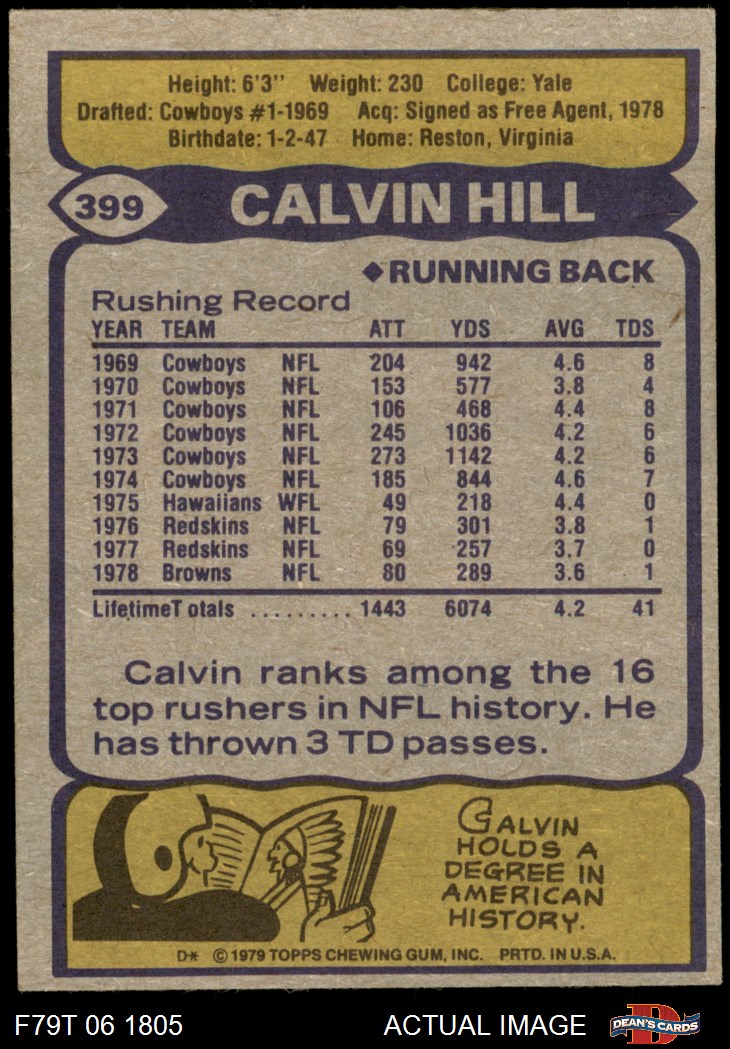 Height: 6'3" Weight: 230 College: Yale
Drafted: Cowboys #1-1969 Acq: Signed as Free Agent, 1978
Birthdate: 1-2-47 Home: Reston, Virginia
399 CALVIN HILL
◆RUNNING BACK
Rushing Record
YEAR TEAM ATT YDS AVG TDS
1969 Cowboys NFL 204 942 4.6 8
1970 Cowboys NFL 153 577 3.8 4
1971 Cowboys NFL 106 468 4.4 8
1972 Cowboys NFL 245 1036 4.2 6
1973 Cowboys NFL 273 1142 4.2 6
1974 Cowboys NFL 185 844 4.6 7
1975 Hawaiians WFL 49 218 4.4 0
1976 Redskins NFL 79 301 3.8 1
1977 Redskins NFL 69 257 3.7 0
1978 Browns NFL 80 289 3.6 1
LifetimeT otals .......... 1443 6074 4.2 41
Calvin ranks among the 16
top rushers in NFL history. He
has thrown 3 TD passes.
CALVIN
HOLDS A
DEGREE IN
AMERICAN
HISTORY.
D* © 1979 TOPPS CHEWING GUM, INC. PRTD. IN U.S.A.
F79T 06 1805 ACTUAL IMAGE DEAN'S CARDS